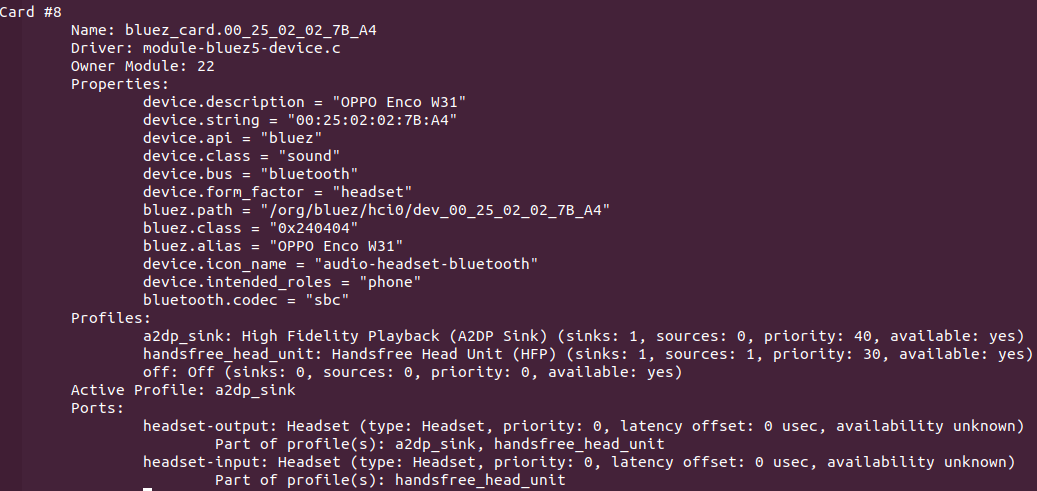 Card #8
Name: bluez_card.00_25_02_02_7B_A4
Driver: module-bluez5-device.c
Owner Module: 22
Properties:
device.description = "OPPO Enco W31"
device.string = "00:25:02:02:7B:A4"
device.api = "bluez"
device.class = "sound"
device.bus = "bluetooth"
device.form_factor = "headset"
bluez.path = "/org/bluez/hci0/dev_00_25_02_02_7B_A4"
bluez.class = "0x240404"
bluez.alias = "OPPO Enco W31"
device.icon_name = "audio-headset-bluetooth"
device.intended_roles = "phone"
bluetooth.codec = "sbc"
Profiles:
a2dp_sink: High Fidelity Playback (A2DP Sink) (sinks: 1, sources: 0, priority: 40, available: yes)
handsfree_head_unit: Handsfree Head Unit (HFP) (sinks: 1, sources: 1, priority: 30, available: yes)
off: Off (sinks: 0, sources: 0, priority: 0, available: yes)
Active Profile: a2dp_sink
Ports:
headset-output: Headset (type: Headset, priority: 0, latency offset: 0 usec, availability unknown)
Part of profile(s): a2dp_sink, handsfree_head_unit
headset-input: Headset (type: Headset, priority: 0, latency offset: 0 usec, availability unknown)
Part of profile(s): handsfree_head_unit